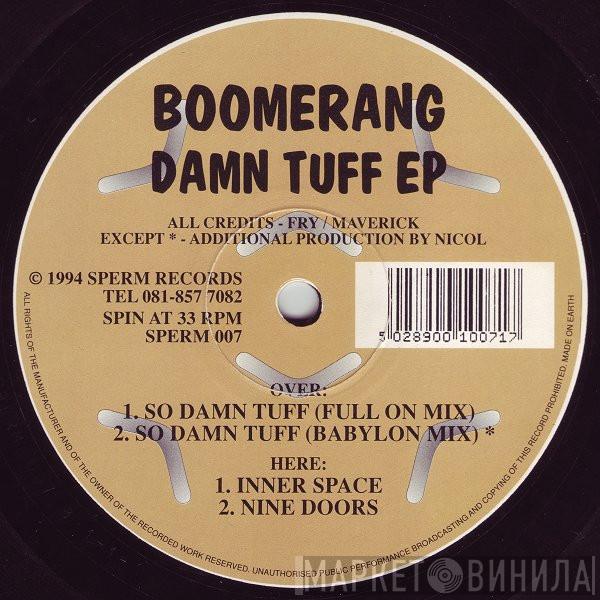 BOOMERANG
DAMN TUFF EP
ALL CREDITS - FRY / MAVERICK
EXCEPT * - ADDITIONAL PRODUCTION BY NICOL
© 1994 SPERM RECORDS
TEL 081-857 7082
SPIN AT 33 RPM
SPERM 007
5 028900 100717
OVER:
1. SO DAMN TUFF (FULL ON MIX)
2. SO DAMN TUFF (BABYLON MIX) *
HERE:
1. INNER SPACE
2. NINE DOORS
ALL RIGHTS OF THE MANUFACTURER AND OF THE OWNER OF THE RECORDED WORK RESERVED. UNAUTHORISED PUBLIC PERFORMANCE BROADCASTING AND COPYING OF THIS RECORD PROHIBITED. MADE ON EARTH
МАРКЕТ ВИНИЛА